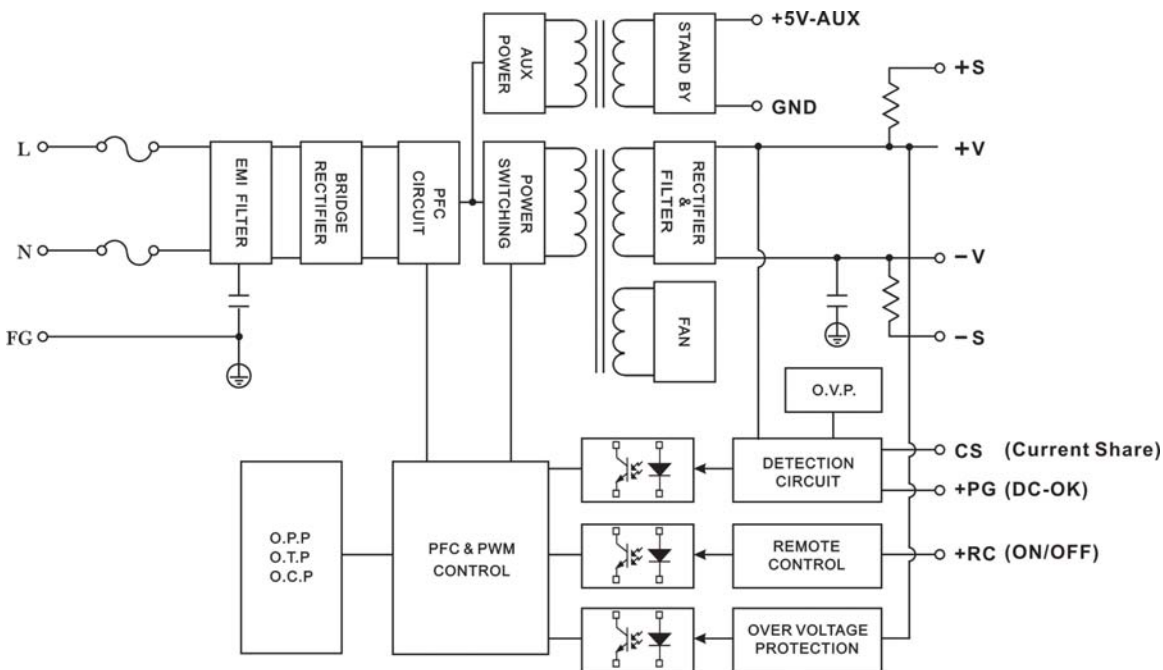 +5V-AUX
AUX
POWER
STAND BY
+S
GND
L
EMI FILTER
BRIDGE
RECTIFIER
PFC
CIRCUIT
POWER
SWITCHING
RECTIFIER
&
FILTER
+V
N
-V
FG
FAN
-S
O.V.P.
DETECTION
CIRCUIT
CS (Current Share)
+PG (DC-OK)
O.P.P
O.T.P
O.C.P
PFC & PWM
CONTROL
REMOTE
CONTROL
+RC (ON/OFF)
OVER VOLTAGE
PROTECTION